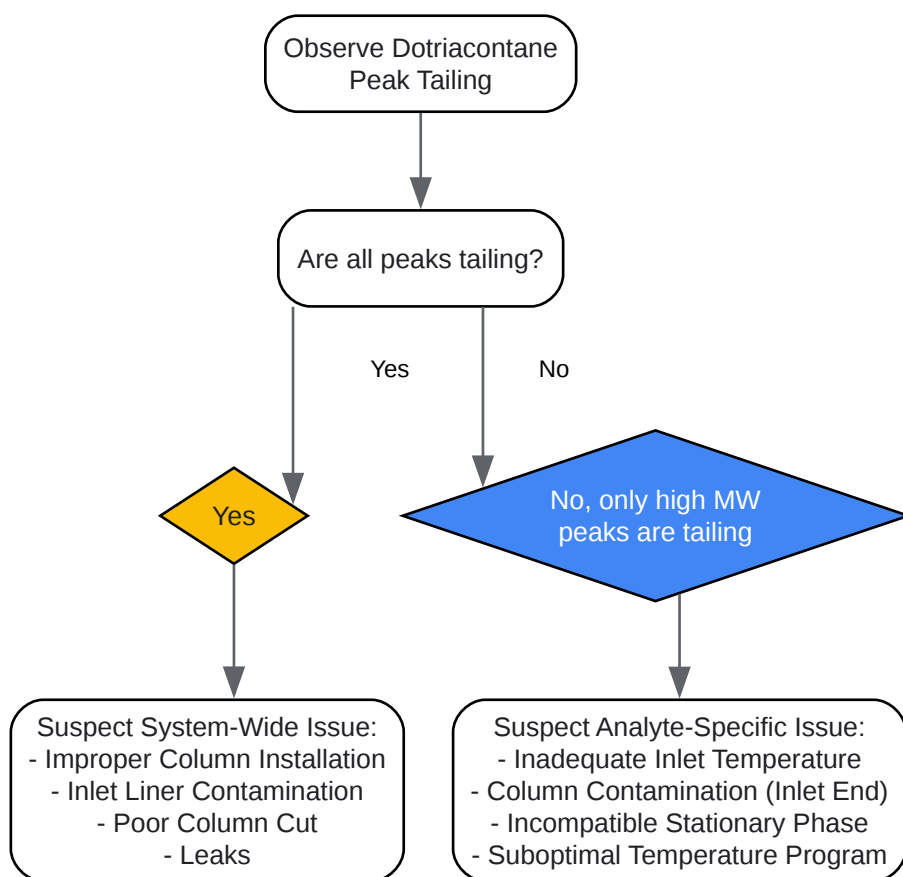 Observe Dotriacontane
Peak Tailing
Are all peaks tailing?
Yes
No
Yes
No, only high MW
peaks are tailing
Suspect System-Wide Issue:
- Improper Column Installation
- Inlet Liner Contamination
- Poor Column Cut
- Leaks
Suspect Analyte-Specific Issue:
- Inadequate Inlet Temperature
- Column Contamination (Inlet End)
- Incompatible Stationary Phase
- Suboptimal Temperature Program